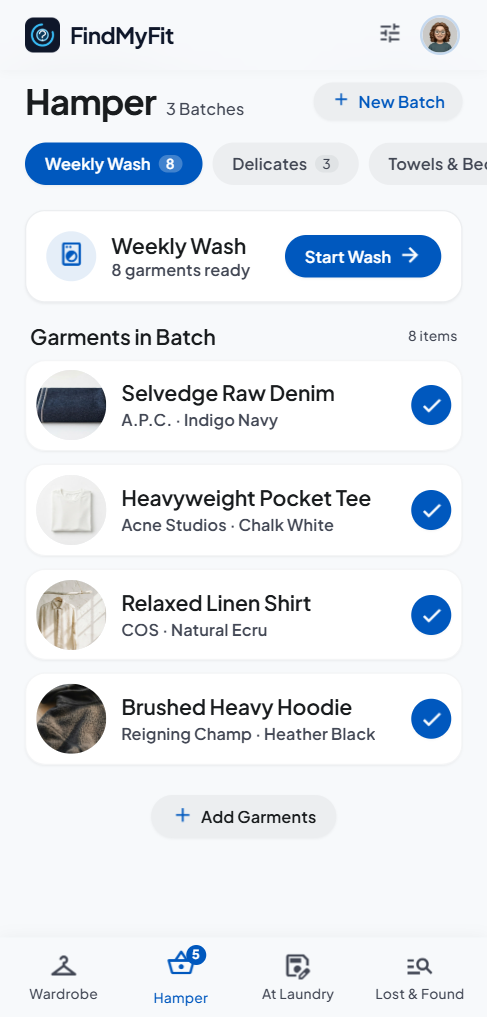 FindMyFit
Hamper 3 Batches
New Batch
Weekly Wash 8
Delicates 3
Towels & Be
Weekly Wash
8 garments ready
Start Wash
Garments in Batch
8 items
Selvedge Raw Denim
A.P.C. · Indigo Navy
Heavyweight Pocket Tee
Acne Studios · Chalk White
Relaxed Linen Shirt
COS · Natural Ecru
Brushed Heavy Hoodie
Reigning Champ · Heather Black
Add Garments
5
Wardrobe
Hamper
At Laundry
Lost & Found